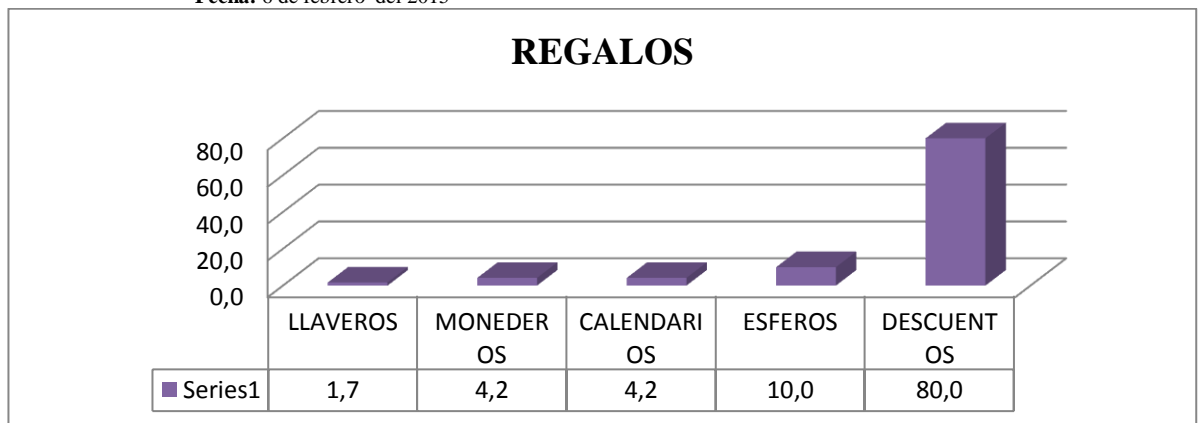 REGALOS
80,0
60,0
40,0
20,0
0,0
LLAVEROS MONEDER CALENDARI ESFEROS DESCUENT
OS OS OS
Series1 1,7 4,2 4,2 10,0 80,0